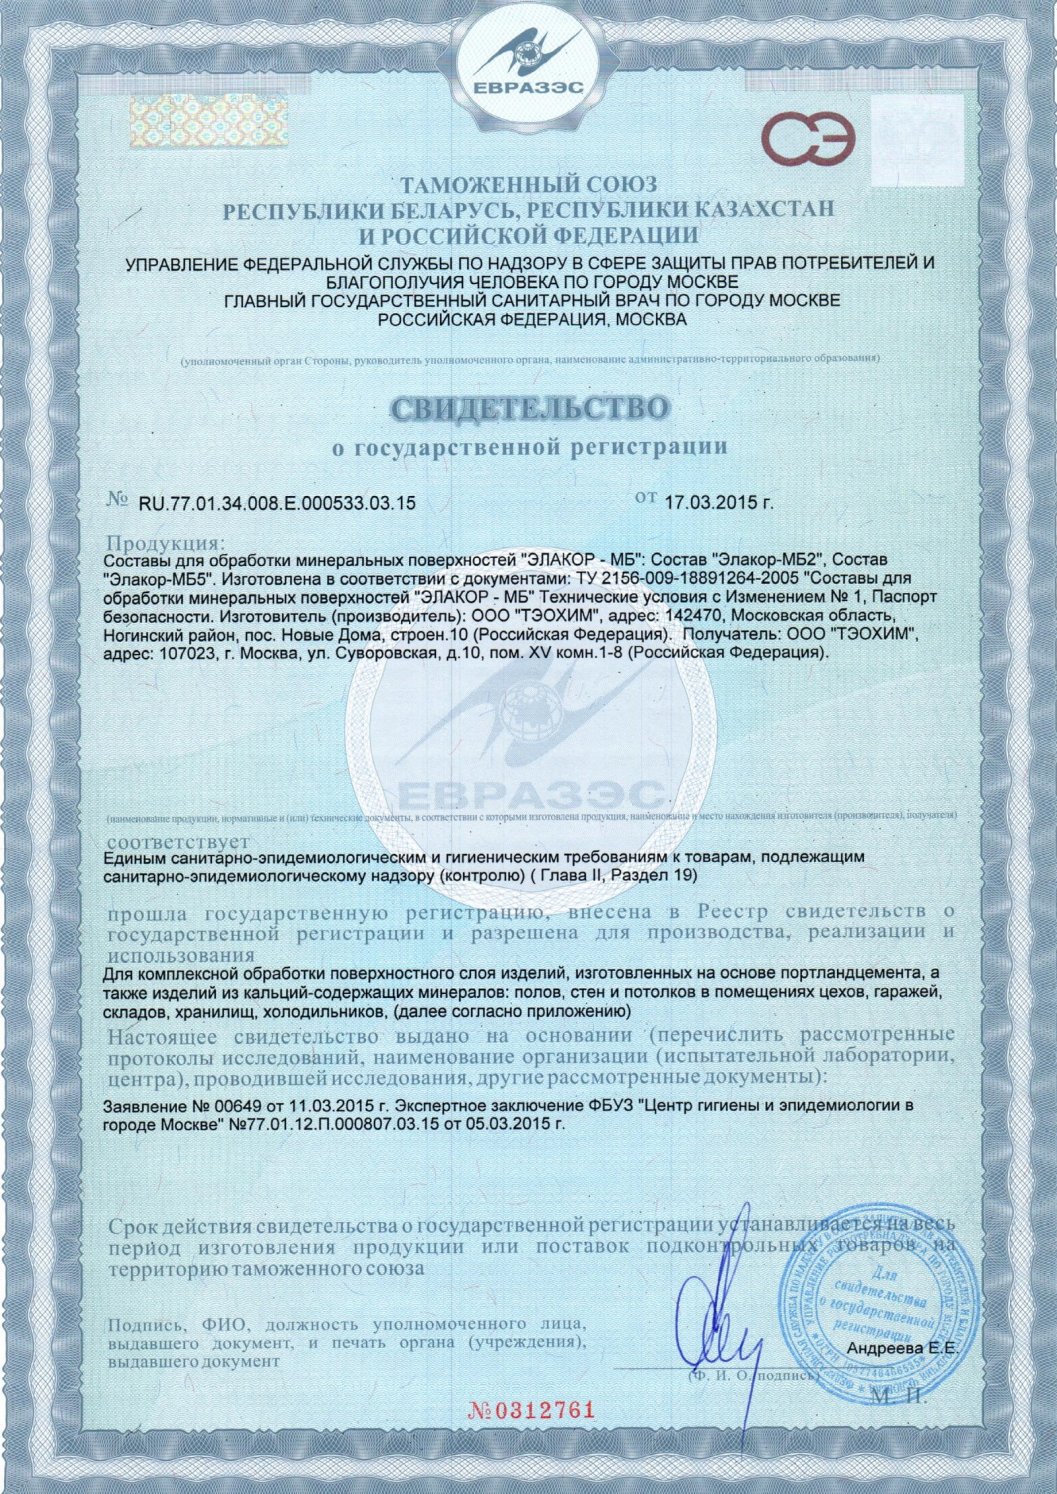 ЕВРАЗЭС
СЭ
ТАМОЖЕННЫЙ СОЮЗ
РЕСПУБЛИКИ БЕЛАРУСЬ, РЕСПУБЛИКИ КАЗАХСТАН
И РОССИЙСКОЙ ФЕДЕРАЦИИ
УПРАВЛЕНИЕ ФЕДЕРАЛЬНОЙ СЛУЖБЫ ПО НАДЗОРУ В СФЕРЕ ЗАЩИТЫ ПРАВ ПОТРЕБИТЕЛЕЙ И
БЛАГОПОЛУЧИЯ ЧЕЛОВЕКА ПО ГОРОДУ МОСКВЕ
ГЛАВНЫЙ ГОСУДАРСТВЕННЫЙ САНИТАРНЫЙ ВРАЧ ПО ГОРОДУ МОСКВЕ
РОССИЙСКАЯ ФЕДЕРАЦИЯ, МОСКВА
(уполномоченный орган Стороны, руководитель уполномоченного органа, наименование административно-территориального образования)
СВИДЕТЕЛЬСТВО
о государственной регистрации
№ RU.77.01.34.008.Е.000533.03.15 от 17.03.2015 г.
Продукция:
Составы для обработки минеральных поверхностей "ЭЛАКОР - МБ": Состав "Элакор-МБ2", Состав
"Элакор-МБ5". Изготовлена в соответствии с документами: ТУ 2156-009-18891264-2005 "Составы для
обработки минеральных поверхностей "ЭЛАКОР - МБ" Технические условия с Изменением № 1, Паспорт
безопасности. Изготовитель (производитель): ООО "ТЭОХИМ", адрес: 142470, Московская область,
Ногинский район, пос. Новые Дома, строен.10 (Российская Федерация). Получатель: ООО "ТЭОХИМ",
адрес: 107023, г. Москва, ул. Суворовская, д.10, пом. XV комн.1-8 (Российская Федерация).
ЕВРАЗЭС
(наименование продукции, нормативные и (или) технические документы, в соответствии с которыми изготовлена продукция, наименование и место нахождения изготовителя (производителя), получателя)
соответствует
Единым санитарно-эпидемиологическим и гигиеническим требованиям к товарам, подлежащим
санитарно-эпидемиологическому надзору (контролю) ( Глава II, Раздел 19)
прошла государственную регистрацию, внесена в Реестр свидетельств о
государственной регистрации и разрешена для производства, реализации и
использования
Для комплексной обработки поверхностного слоя изделий, изготовленных на основе портландцемента, а
также изделий из кальций-содержащих минералов: полов, стен и потолков в помещениях цехов, гаражей,
складов, хранилищ, холодильников, (далее согласно приложению)
Настоящее свидетельство выдано на основании (перечислить рассмотренные
протоколы исследований, наименование организации (испытательной лаборатории,
центра), проводившей исследования, другие рассмотренные документы):
Заявление № 00649 от 11.03.2015 г. Экспертное заключение ФБУЗ "Центр гигиены и эпидемиологии в
городе Москве" №77.01.12.П.000807.03.15 от 05.03.2015 г.
Срок действия свидетельства о государственной регистрации устанавливается на весь
период изготовления продукции или поставок подконтрольных товаров на
территорию таможенного союза
Для
свидетельства
о государственной
регистрации
Подпись, ФИО, должность уполномоченного лица,
выдавшего документ, и печать органа (учреждения),
выдавшего документ
Андреева Е.Е.
(Ф. И. О./подпись)
М. П.
№0312761